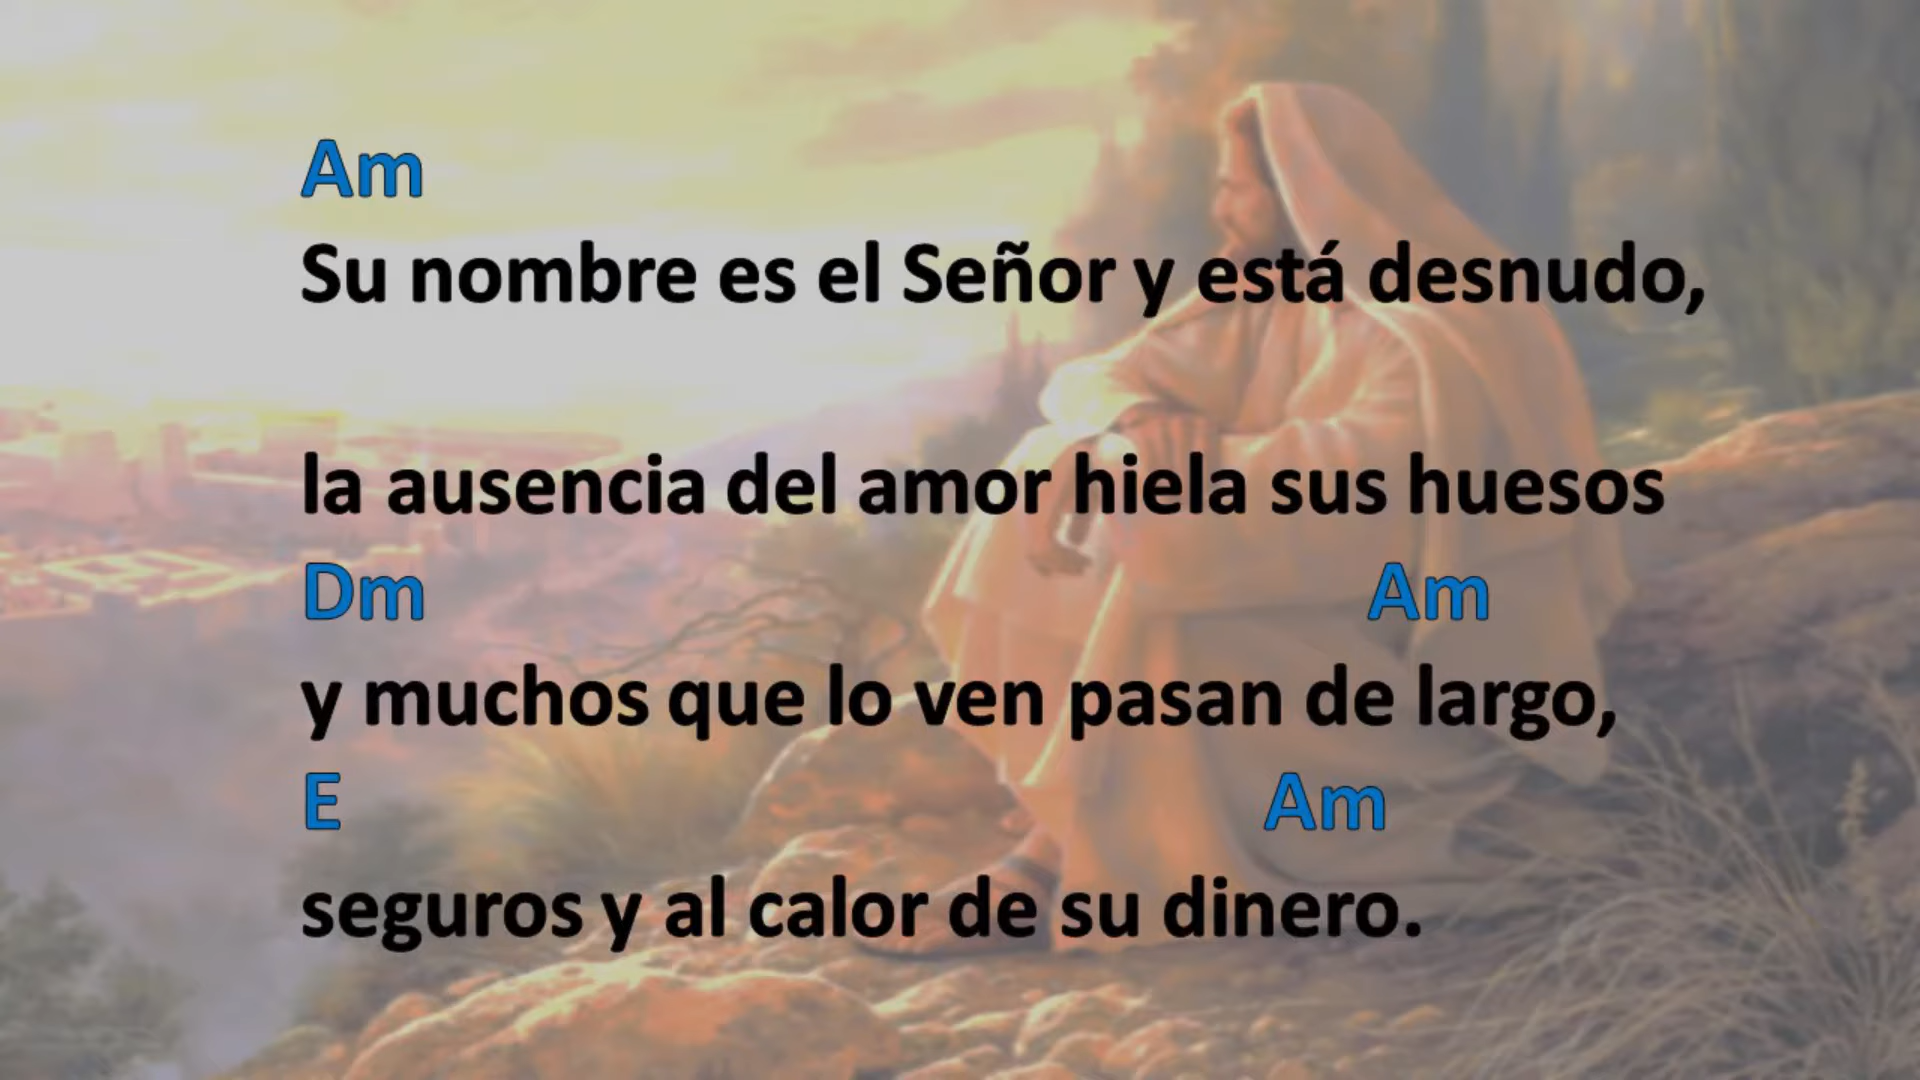 Am
Su nombre es el Señor y está desnudo,
la ausencia del amor hiela sus huesos
Dm Am
y muchos que lo ven pasan de largo,
E Am
seguros y al calor de su dinero.